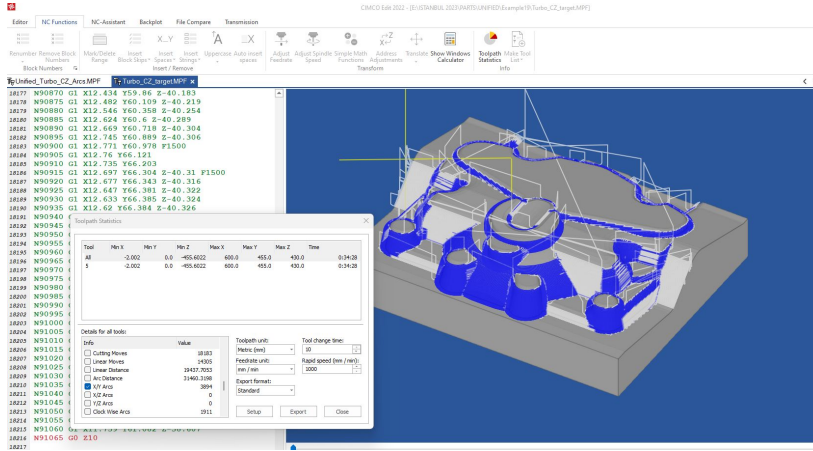 CIMCO Edit 2022 - [E:\ISTANBUL 2023\PARTS\UNIFIED\Example19\Turbo_CZ_target.MPF]
Editor NC Functions NC-Assistant Backplot File Compare Transmission
Renumber Remove Block Numbers Mark/Delete Range Insert Block Skips Insert Spaces Insert Strings Uppercase Auto insert spaces Adjust Feedrate Adjust Spindle Speed Simple Math Functions Address Adjustments Translate Show Windows Calculator Toolpath Statistics Make Tool List
Block Numbers Insert / Remove Transform Info
Unified_Turbo_CZ_Arcs.MPF Turbo_CZ_target.MPF ×
18177 N90870 G1 X12.434 Y59.86 Z-40.183
18178 N90875 G1 X12.482 Y60.109 Z-40.219
18179 N90880 G1 X12.546 Y60.358 Z-40.254
18180 N90885 G1 X12.624 Y60.6 Z-40.289
18181 N90890 G1 X12.669 Y60.718 Z-40.304
18182 N90895 G1 X12.745 Y60.889 Z-40.306
18183 N90900 G1 X12.771 Y60.978 F1500
18184 N90905 G1 X12.76 Y66.121
18185 N90910 G1 X12.735 Y66.203
18186 N90915 G1 X12.697 Y66.304 Z-40.31 F1500
18187 N90920 G1 X12.677 Y66.343 Z-40.316
18188 N90925 G1 X12.647 Y66.381 Z-40.322
18189 N90930 G1 X12.633 Y66.385 Z-40.324
18190 N90935 G1 X12.62 Y66.384 Z-40.326
18191 N90940
18192 N90945
18193 N90950
18194 N90955
18195 N90960
18196 N90965
18197 N90970
18198 N90975
18199 N90980
18200 N90985
18201 N90990
18202 N90995
18203 N91000
18204 N91005
18205 N91010
18206 N91015
18207 N91020
18208 N91025
18209 N91030
18210 N91035
18211 N91040
18212 N91045
18213 N91050
18214 N91055
18215 N91060
18216 N91065 G0 Z10
18217
Toolpath Statistics
Tool Min X Min Y Min Z Max X Max Y Max Z Time
All -2.002 0.0 -455.6022 600.0 455.0 430.0 0:34:28
5 -2.002 0.0 -455.6022 600.0 455.0 430.0 0:34:28
Details for all tools:
Info Value
Cutting Moves 18183
Linear Moves 14305
Linear Distance 19437.7053
Arc Distance 31460.3198
X/Y Arcs 3894
X/Z Arcs 0
Y/Z Arcs 0
Clock Wise Arcs 1911
Toolpath unit: Tool change time:
Metric (mm) 10
Feedrate unit: Rapid speed (mm / min):
mm / min 1000
Export format:
Standard
Setup Export Close